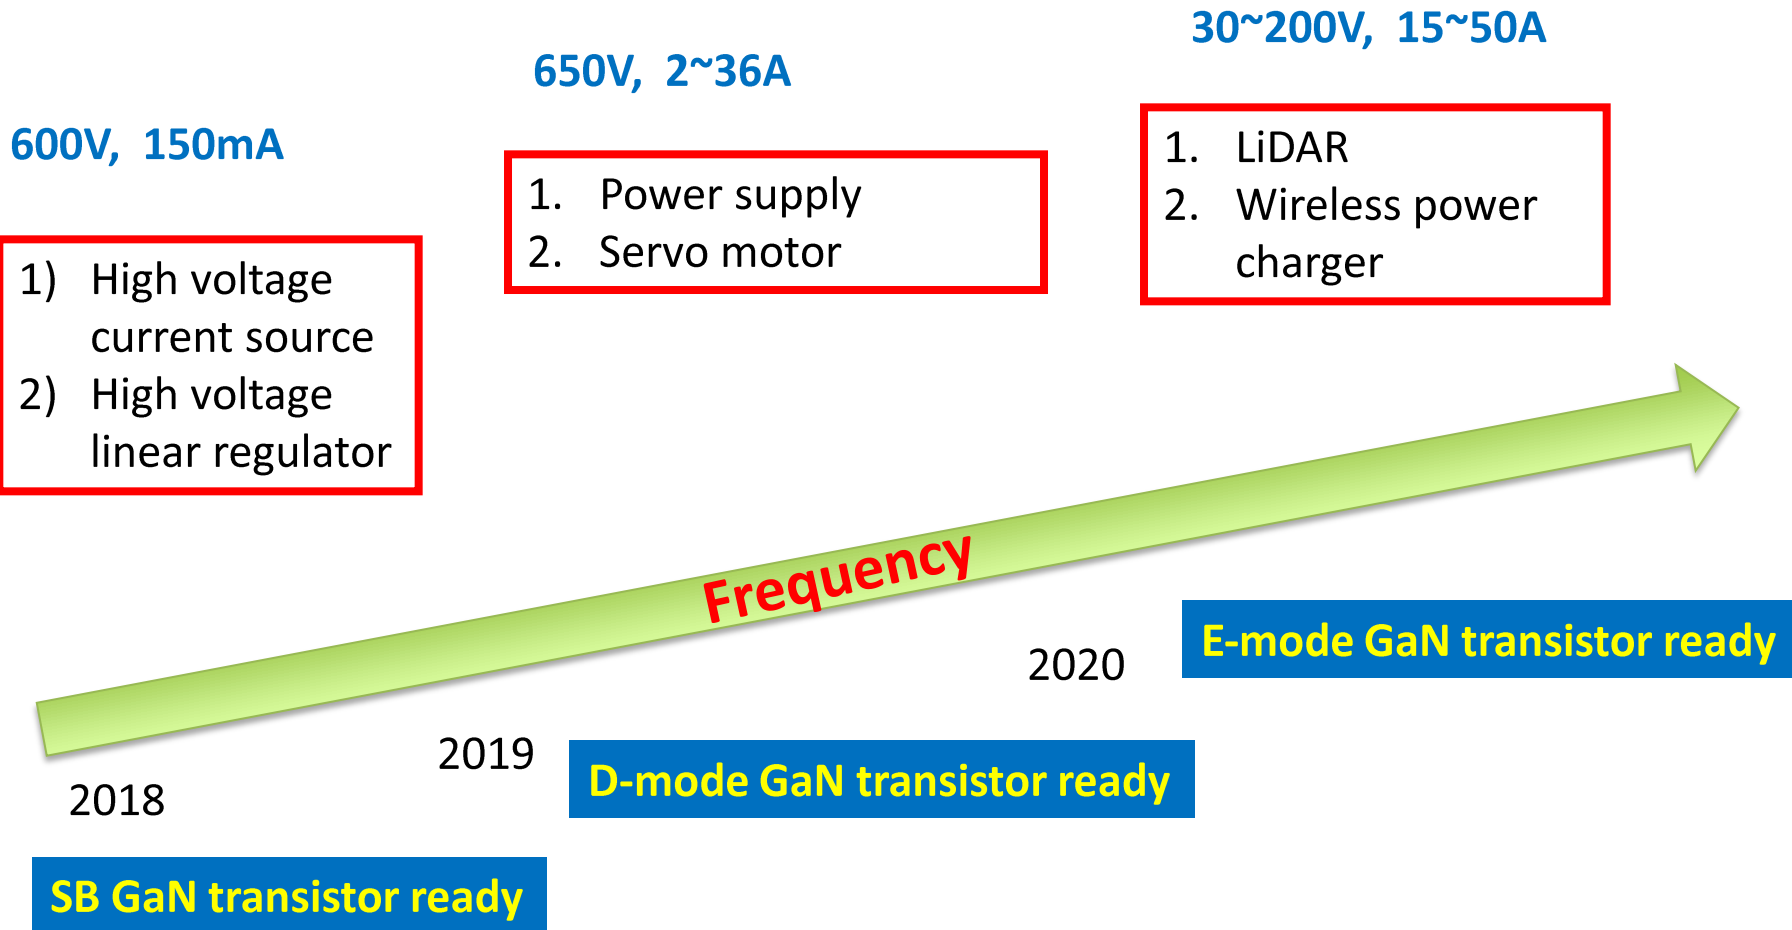 30~200V, 15~50A
650V, 2~36A
600V, 150mA
1. LiDAR
2. Wireless power
charger
1. Power supply
2. Servo motor
1) High voltage
current source
2) High voltage
linear regulator
Frequency
E-mode GaN transistor ready
2020
2019
D-mode GaN transistor ready
2018
SB GaN transistor ready